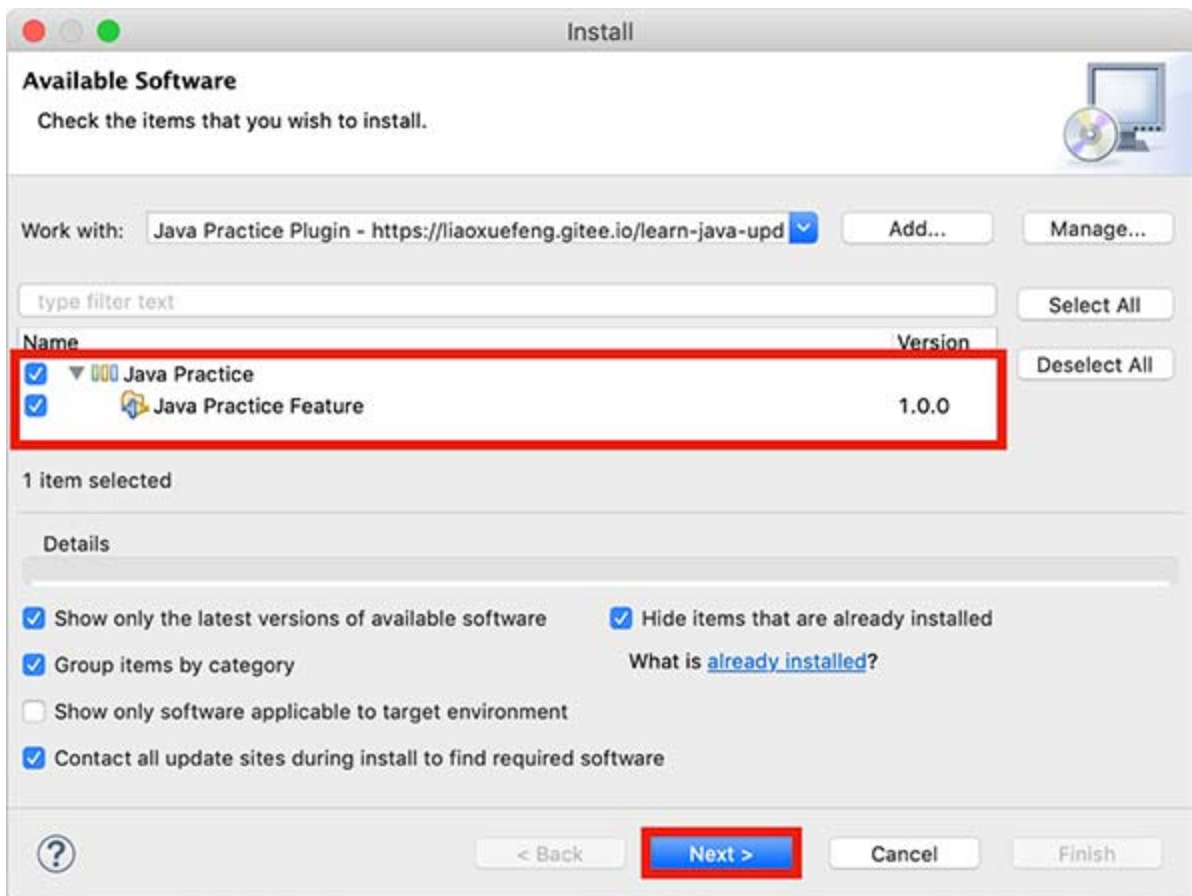 Install
Available Software
Check the items that you wish to install.
Work with: Java Practice Plugin - https://liaoxuefeng.gitee.io/learn-java-upd Add... Manage...
type filter text Select All
Name Version
Deselect All
Java Practice
Java Practice Feature 1.0.0
1 item selected
Details
Show only the latest versions of available software Hide items that are already installed
Group items by category What is already installed?
Show only software applicable to target environment
Contact all update sites during install to find required software
? < Back Next > Cancel Finish